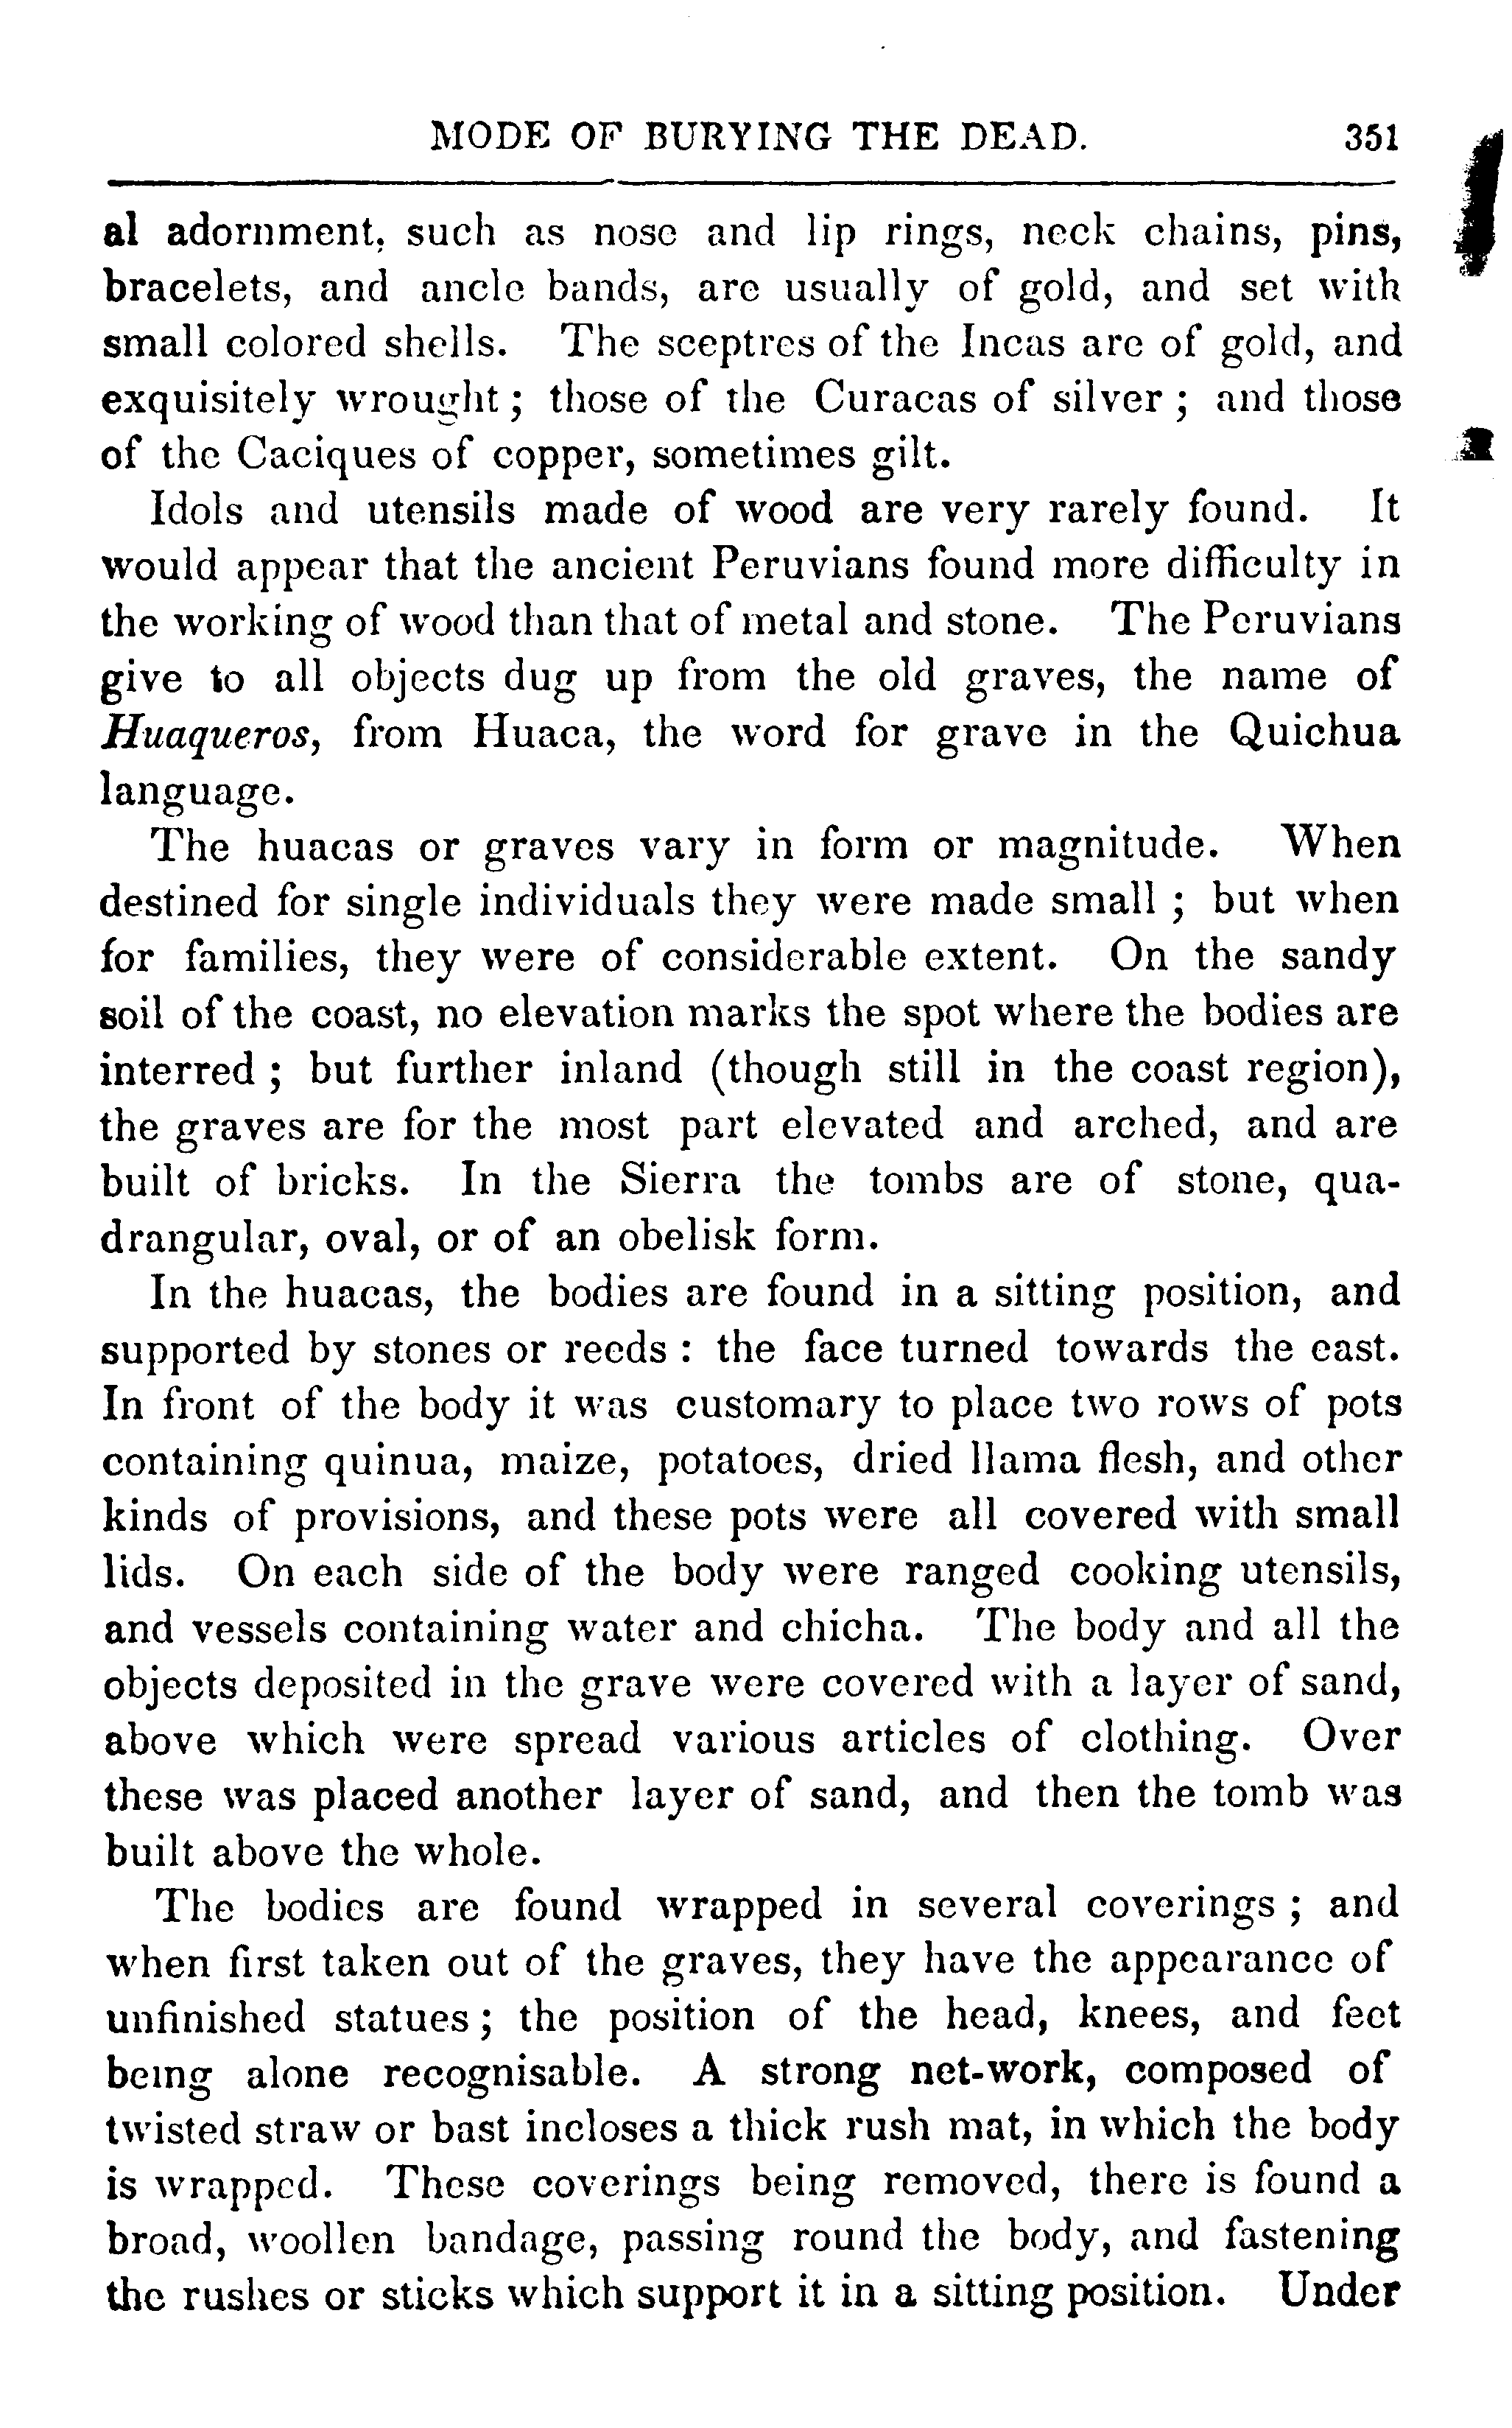 MODE OF BURYING THE DEAD. 351
al adornment, such as nose and lip rings, neck chains, pins,
bracelets, and ancle bands, are usually of gold, and set with
small colored shells. The sceptres of the Incas are of gold, and
exquisitely wrought ; those of the Curacas of silver ; and those
of the Caciques of copper, sometimes gilt.
Idols and utensils made of wood are very rarely found. It
would appear that the ancient Peruvians found more difficulty in
the working of wood than that of metal and stone. The Peruvians
give to all objects dug up from the old graves, the name of
Huaqueros, from Huaca, the word for grave in the Quichua
language.
The huacas or graves vary in form or magnitude. When
destined for single individuals they were made small ; but when
for families, they were of considerable extent. On the sandy
soil of the coast, no elevation marks the spot where the bodies are
interred ; but further inland (though still in the coast region),
the graves are for the most part elevated and arched, and are
built of bricks. In the Sierra the tombs are of stone, qua-
drangular, oval, or of an obelisk form.
In the huacas, the bodies are found in a sitting position, and
supported by stones or reeds : the face turned towards the east.
In front of the body it was customary to place two rows of pots
containing quinua, maize, potatoes, dried llama flesh, and other
kinds of provisions, and these pots were all covered with small
lids. On each side of the body were ranged cooking utensils,
and vessels containing water and chicha. The body and all the
objects deposited in the grave were covered with a layer of sand,
above which were spread various articles of clothing. Over
these was placed another layer of sand, and then the tomb was
built above the whole.
The bodies are found wrapped in several coverings ; and
when first taken out of the graves, they have the appearance of
unfinished statues ; the position of the head, knees, and feet
being alone recognisable. A strong net-work, composed of
twisted straw or bast incloses a thick rush mat, in which the body
is wrapped. These coverings being removed, there is found a
broad, woollen bandage, passing round the body, and fastening
the rushes or sticks which support it in a sitting position. Under